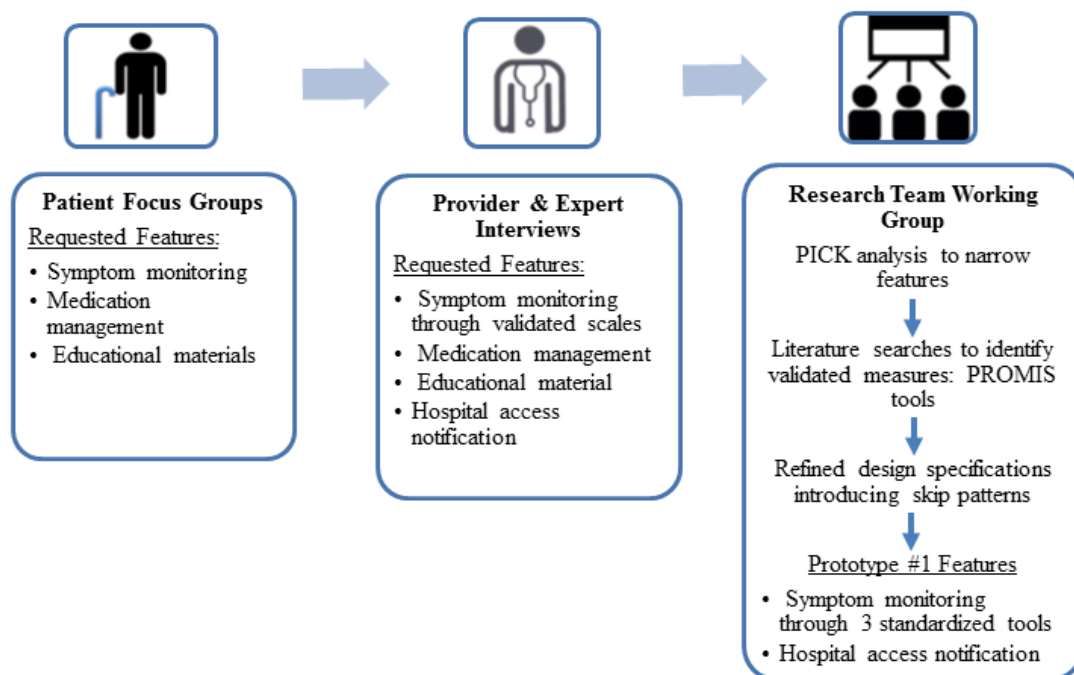 Patient Focus Groups
Requested Features:
• Symptom monitoring
• Medication
management
• Educational materials
Provider & Expert
Interviews
Requested Features:
• Symptom monitoring
through validated scales
• Medication management
• Educational material
• Hospital access
notification
Research Team Working
Group
PICK analysis to narrow
features
Literature searches to identify
validated measures: PROMIS
tools
Refined design specifications
introducing skip patterns
Prototype #1 Features
• Symptom monitoring
through 3 standardized tools
• Hospital access notification